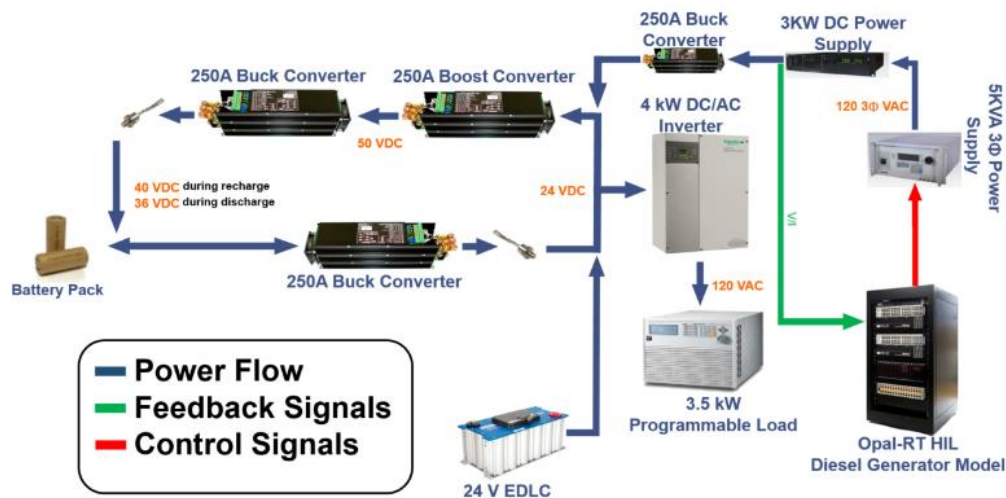 250A Buck
Converter
3KW DC Power
Supply
250A Buck Converter
250A Boost Converter
4 kW DC/AC
Inverter
120 3Φ VAC
5KVA 3Φ Power
Supply
50 VDC
40 VDC during recharge
36 VDC during discharge
24 VDC
V/I
Battery Pack
250A Buck Converter
120 VAC
Power Flow
Feedback Signals
Control Signals
3.5 kW
Programmable Load
Opal-RT HIL
Diesel Generator Model
24 V EDLC